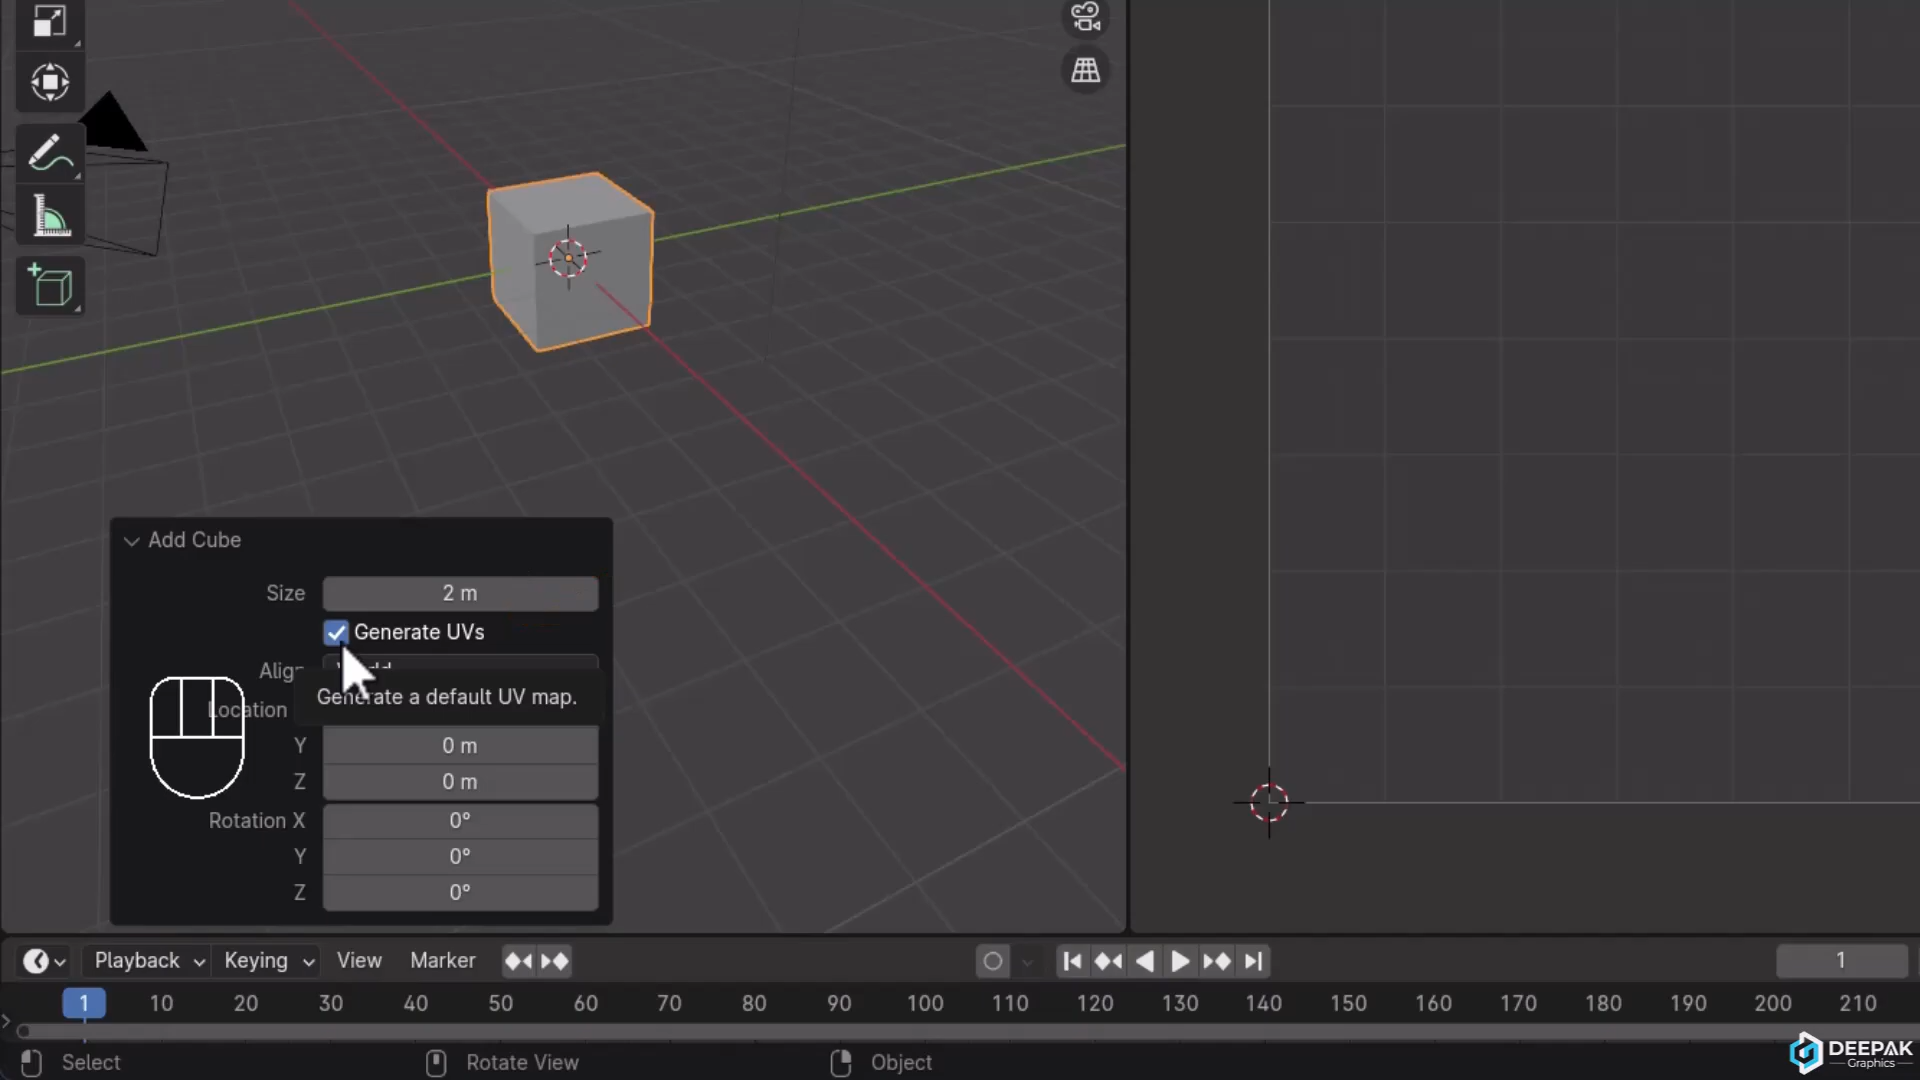 Add Cube
Size 2 m
Generate UVs
Align
Generate a default UV map.
Location
Y 0 m
Z 0 m
Rotation X 0°
Y 0°
Z 0°
Playback Keying View Marker 1
1 10 20 30 40 50 60 70 80 90 100 110 120 130 140 150 160 170 180 190 200 210
Select Rotate View Object
DEEPAK
Graphics